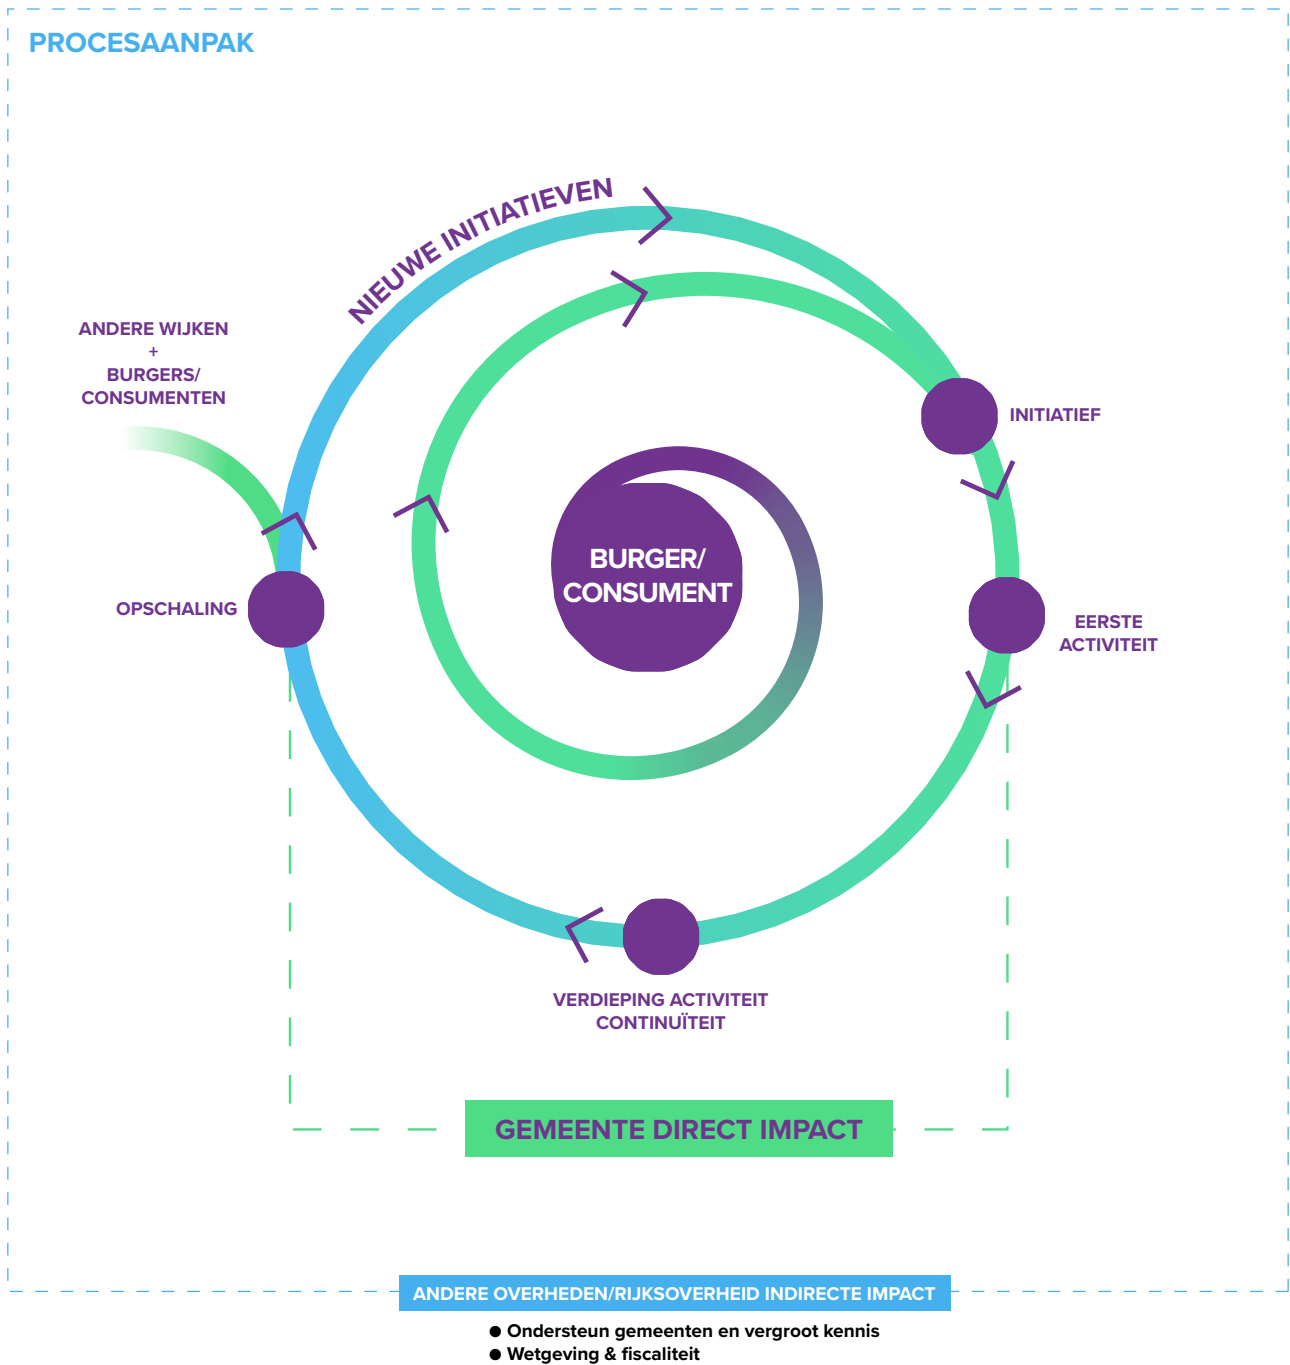 PROCESAANPAK
NIEUWE INITIATIEVEN
ANDERE WIJKEN
+
BURGERS/
CONSUMENTEN
INITIATIEF
BURGER/
CONSUMENT
OPSCHALING
EERSTE
ACTIVITEIT
VERDIEPING ACTIVITEIT
CONTINUÏTEIT
GEMEENTE DIRECT IMPACT
ANDERE OVERHEDEN/RIJKSOVERHEID INDIRECTE IMPACT
● Ondersteun gemeenten en vergroot kennis
● Wetgeving & fiscaliteit